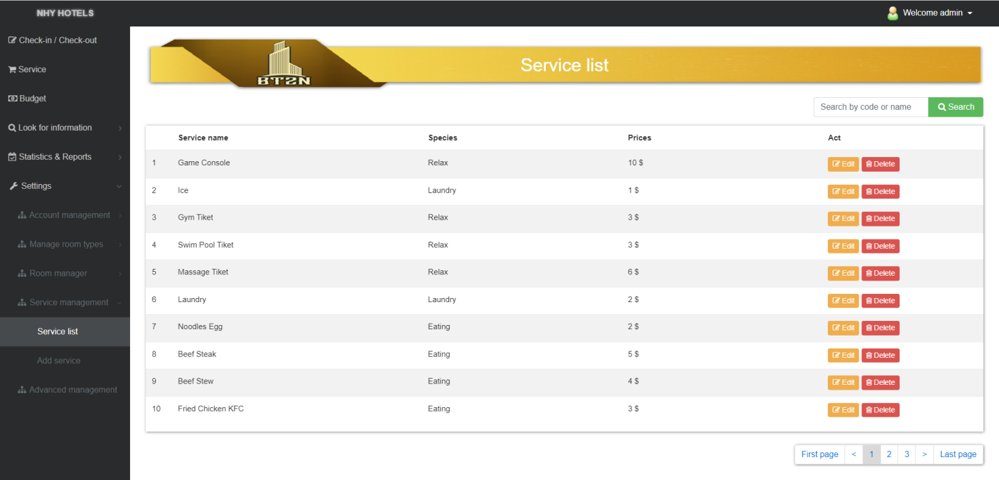 NHY HOTELS
Welcome admin
Check-in / Check-out
Service
Budget
Look for information
Statistics & Reports
Settings
Account management
Manage room types
Room manager
Service management
Service list
Add service
Advanced management
BT2N
Service list
Search by code or name Search
Service name Species Prices Act
1 Game Console Relax 10 $ Edit Delete
2 Ice Laundry 1 $ Edit Delete
3 Gym Tiket Relax 3 $ Edit Delete
4 Swim Pool Tiket Relax 3 $ Edit Delete
5 Massage Tiket Relax 6 $ Edit Delete
6 Laundry Laundry 2 $ Edit Delete
7 Noodles Egg Eating 2 $ Edit Delete
8 Beef Steak Eating 5 $ Edit Delete
9 Beef Stew Eating 4 $ Edit Delete
10 Fried Chicken KFC Eating 3 $ Edit Delete
First page < 1 2 3 > Last page